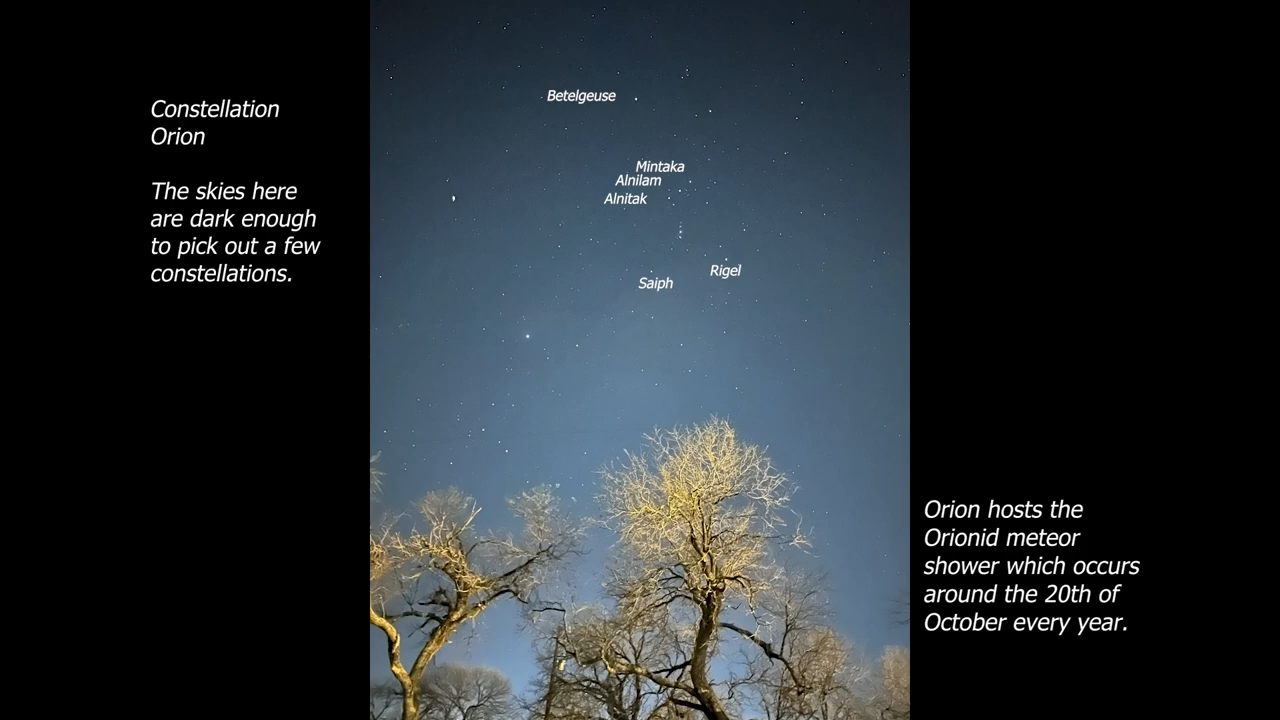 Constellation
Orion
The skies here
are dark enough
to pick out a few
constellations.
Betelgeuse
Mintaka
Alnilam
Alnitak
Rigel
Saiph
Orion hosts the
Orionid meteor
shower which occurs
around the 20th of
October every year.